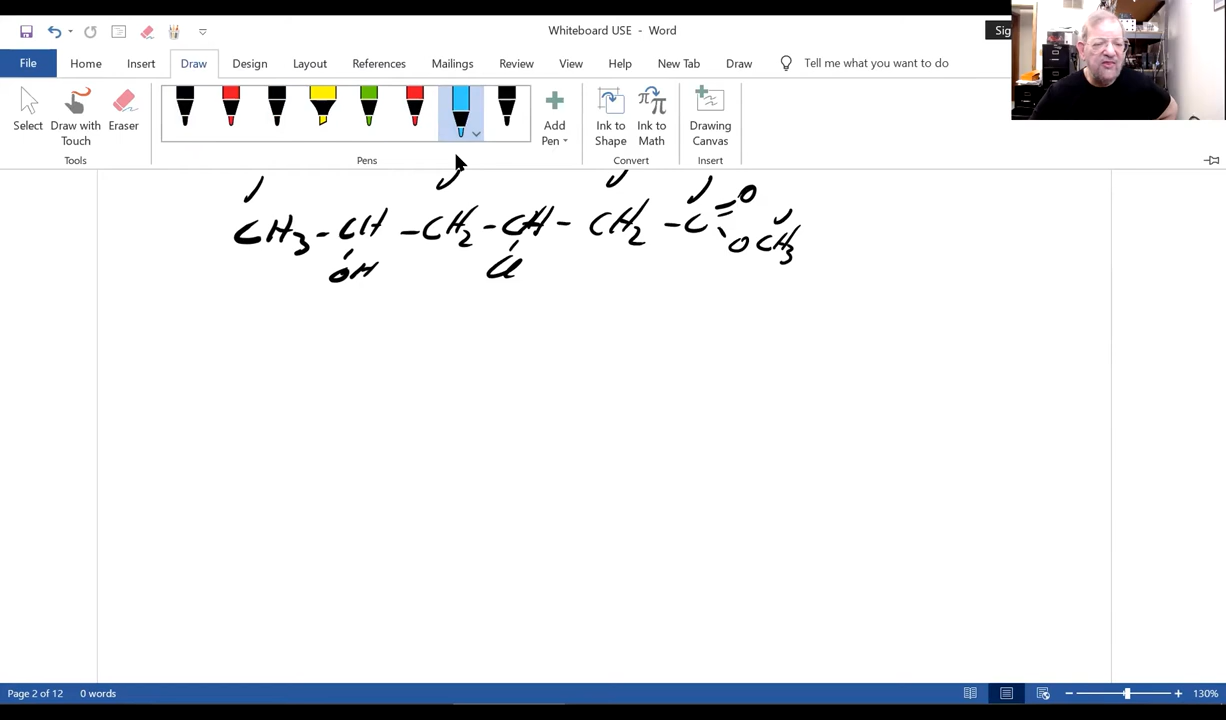 Whiteboard USE - Word
Sig
File Home Insert Draw Design Layout References Mailings Review View Help New Tab Draw Tell me what you want to do
Select Draw with Touch Eraser Add Pen Ink to Shape Ink to Math Drawing Canvas
Tools Pens Convert Insert
CH3 - CH - CH2 - CH - CH2 - C = O
OH Cl OCH3
Page 2 of 12 0 words 130%